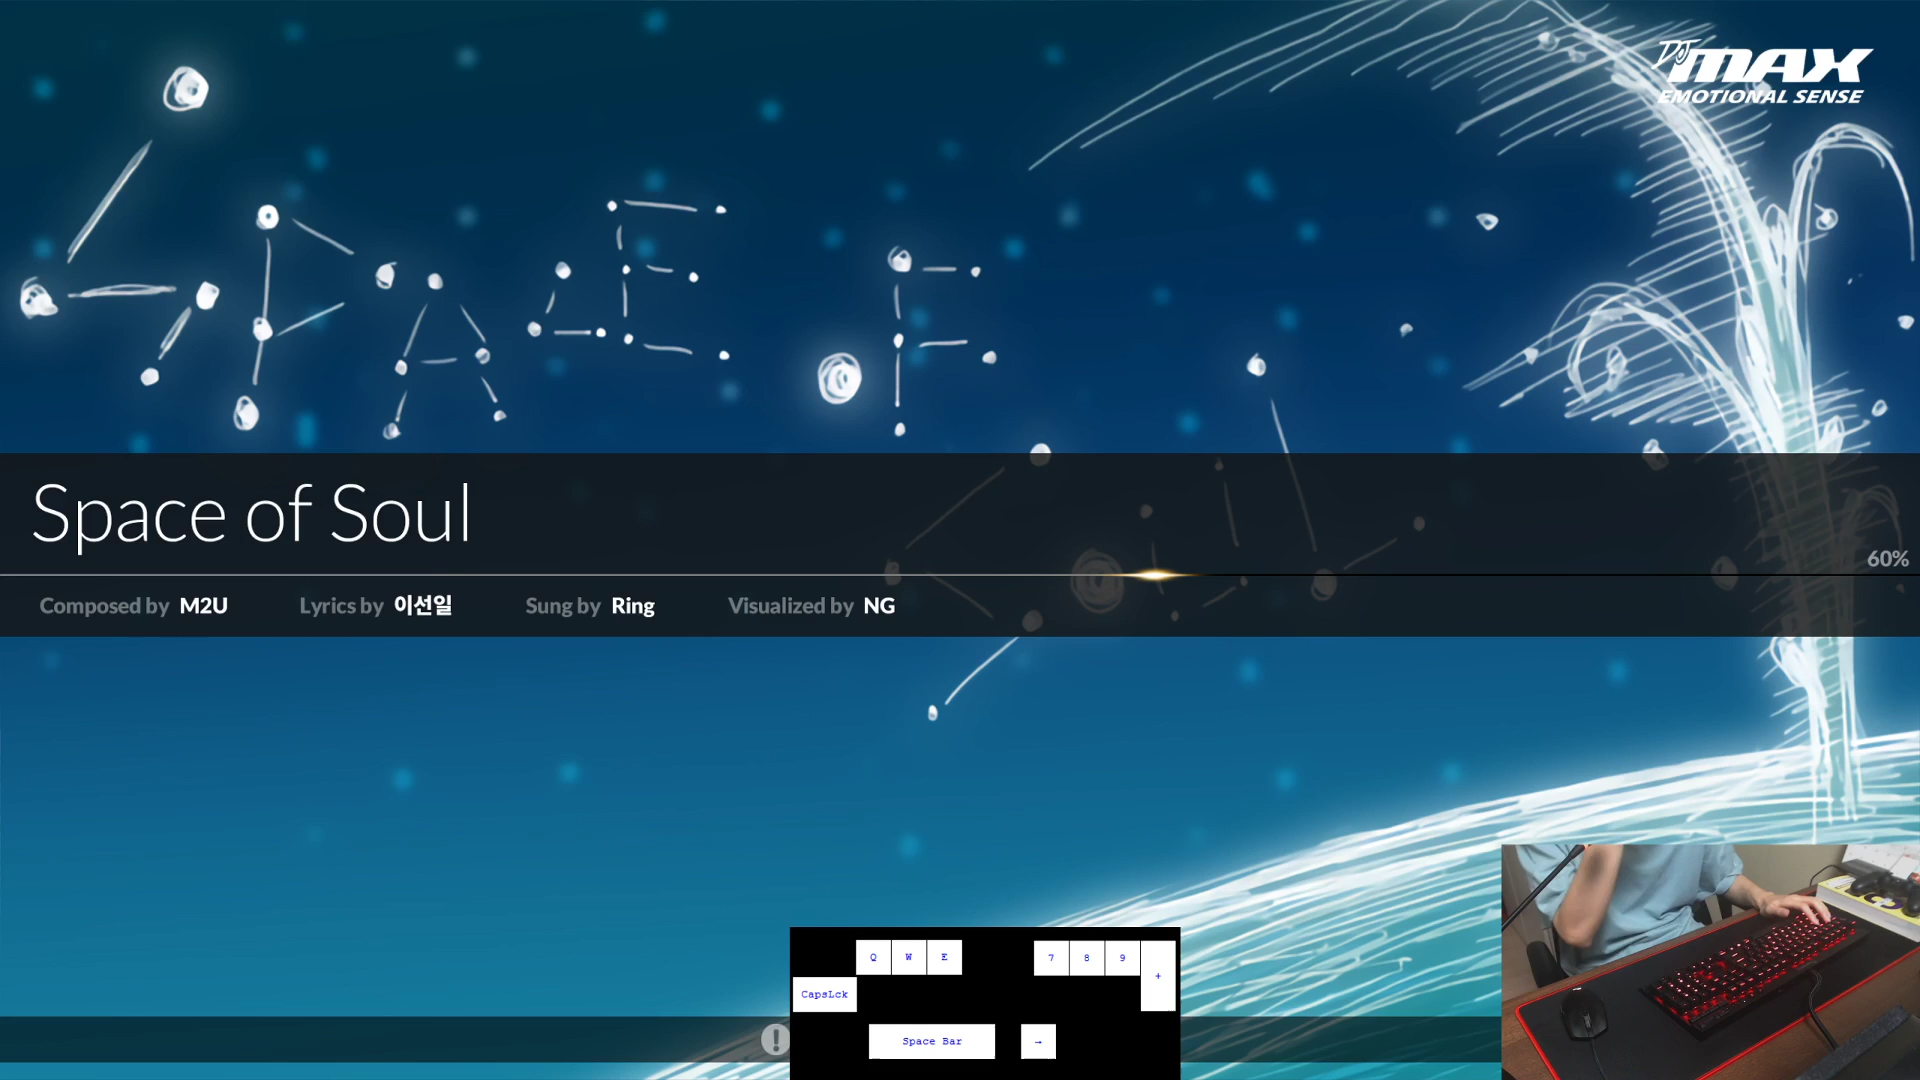 DJ MAX
EMOTIONAL SENSE
SPACE OF
Space of Soul
60%
Composed by M2U Lyrics by 이선일 Sung by Ring Visualized by NG
Q W E 7 8 9 +
CapsLck
Space Bar →